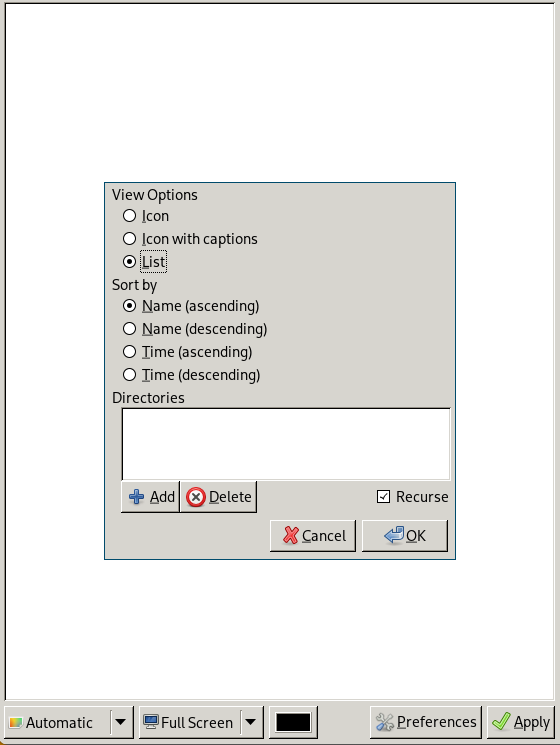 View Options
Icon
Icon with captions
List
Sort by
Name (ascending)
Name (descending)
Time (ascending)
Time (descending)
Directories
Add Delete Recurse
Cancel OK
Automatic Full Screen Preferences Apply